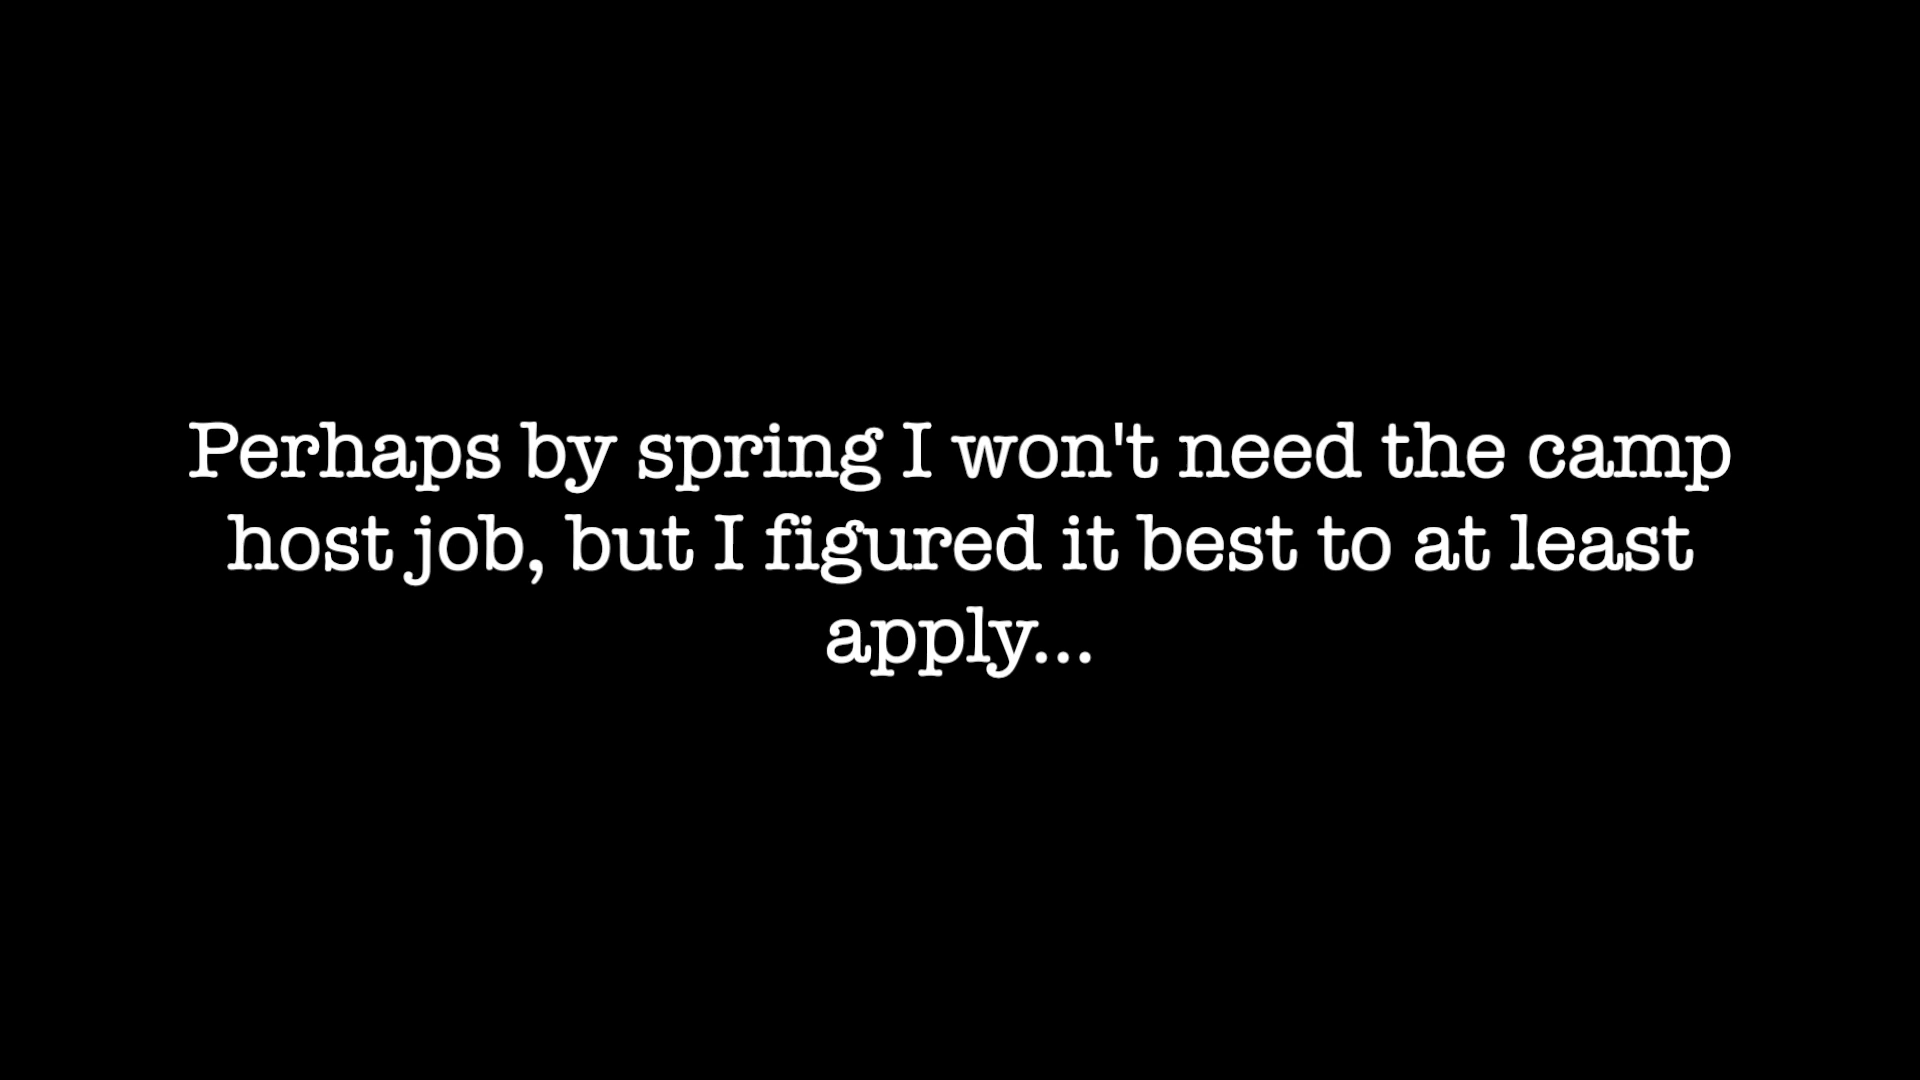 Perhaps by spring I won't need the camp
host job, but I figured it best to at least
apply...